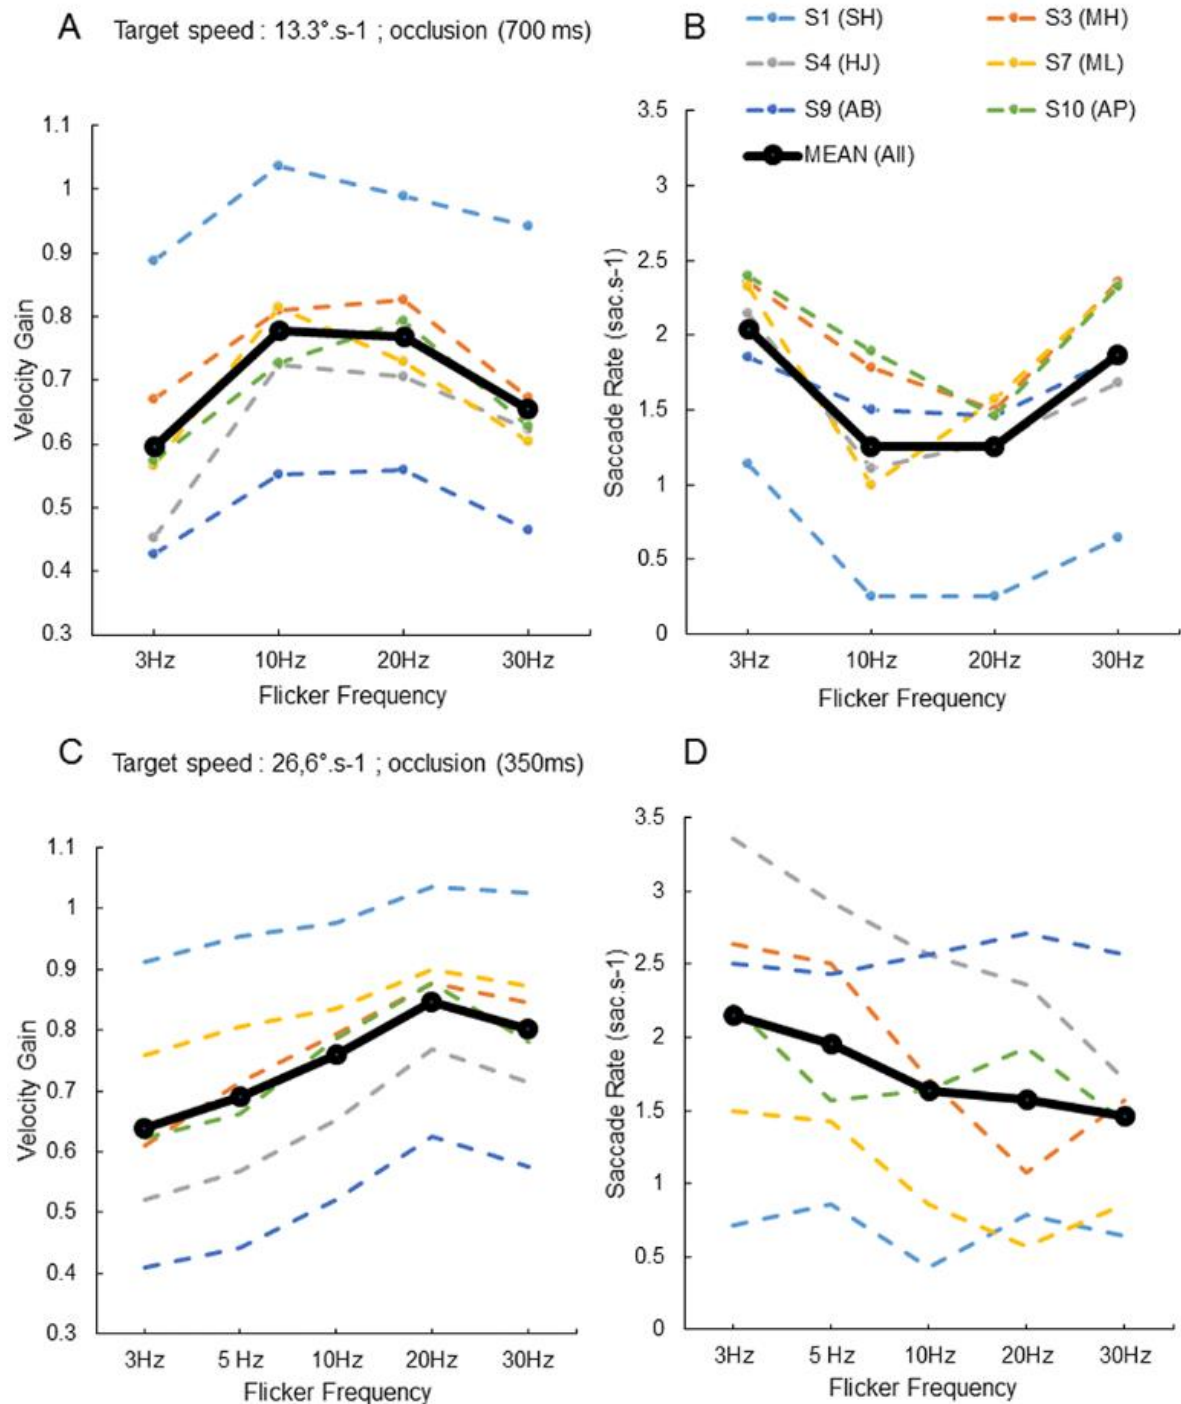 A Target speed : 13.3°.s-1 ; occlusion (700 ms)
1.1
1
0.9
0.8
0.7
0.6
0.5
0.4
0.3
Velocity Gain
3Hz 10Hz 20Hz 30Hz
Flicker Frequency
B
S1 (SH) S3 (MH)
S4 (HJ) S7 (ML)
S9 (AB) S10 (AP)
MEAN (All)
3.5
3
2.5
2
1.5
1
0.5
0
Saccade Rate (sac.s-1)
3Hz 10Hz 20Hz 30Hz
Flicker Frequency
C Target speed : 26,6°.s-1 ; occlusion (350ms)
1.1
1
0.9
0.8
0.7
0.6
0.5
0.4
0.3
Velocity Gain
3Hz 5 Hz 10Hz 20Hz 30Hz
Flicker Frequency
D
3.5
3
2.5
2
1.5
1
0.5
0
Saccade Rate (sac.s-1)
3Hz 5 Hz 10Hz 20Hz 30Hz
Flicker Frequency